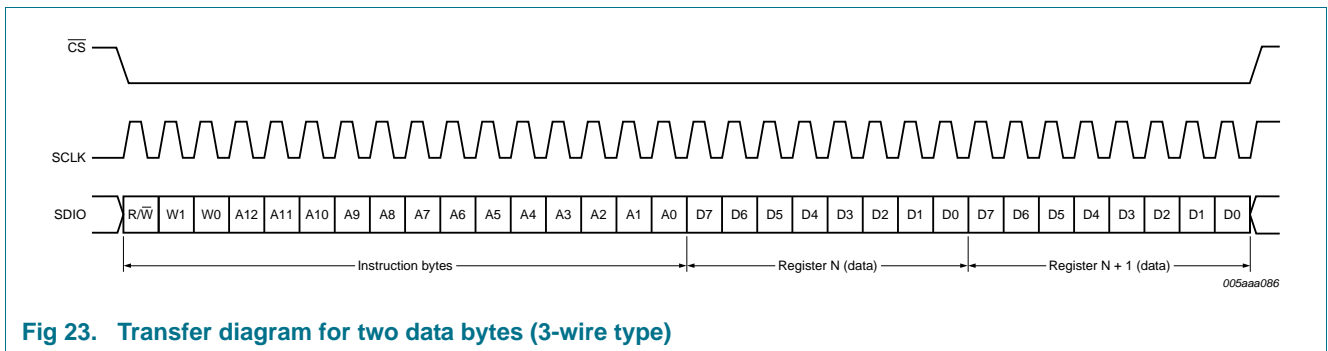 CS
SCLK
SDIO R/W W1 W0 A12 A11 A10 A9 A8 A7 A6 A5 A4 A3 A2 A1 A0 D7 D6 D5 D4 D3 D2 D1 D0 D7 D6 D5 D4 D3 D2 D1 D0
Instruction bytes Register N (data) Register N + 1 (data)
005aaa086
Fig 23. Transfer diagram for two data bytes (3-wire type)